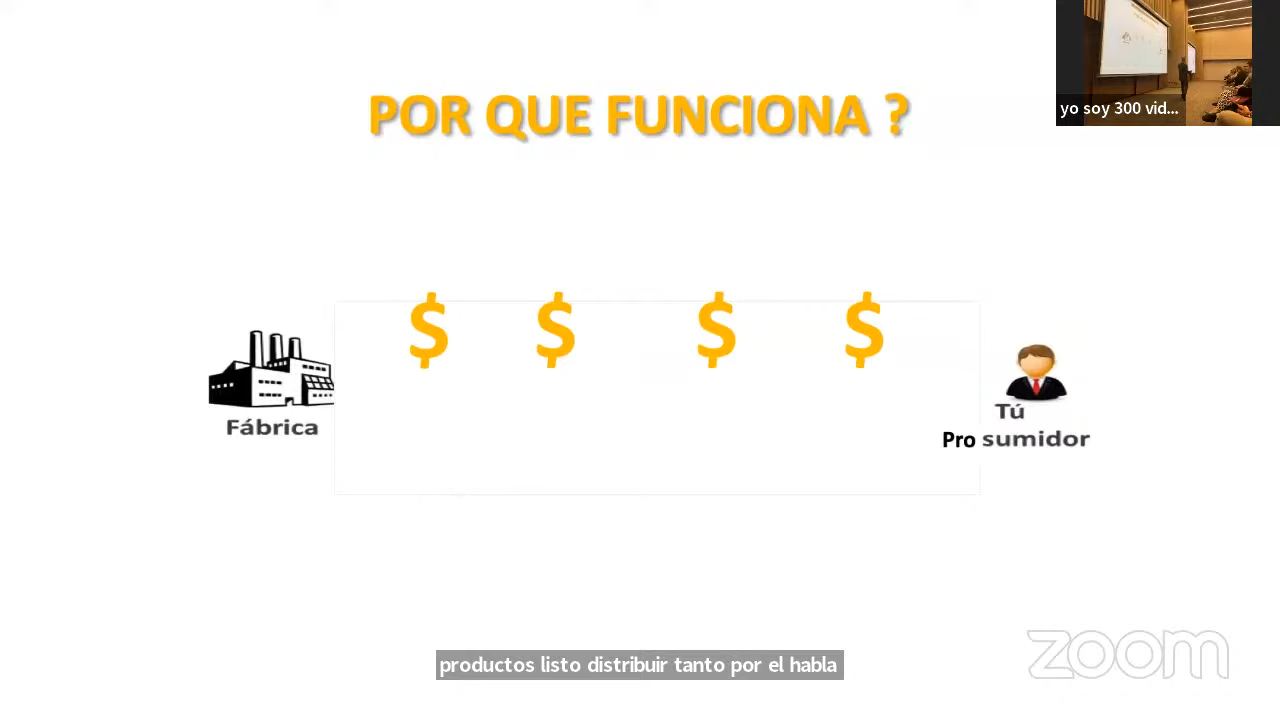 POR QUE FUNCIONA ?
yo soy 300 vid...
$ $ $ $
Fábrica
Tú
Pro sumidor
productos listo distribuir tanto por el habla
zoom